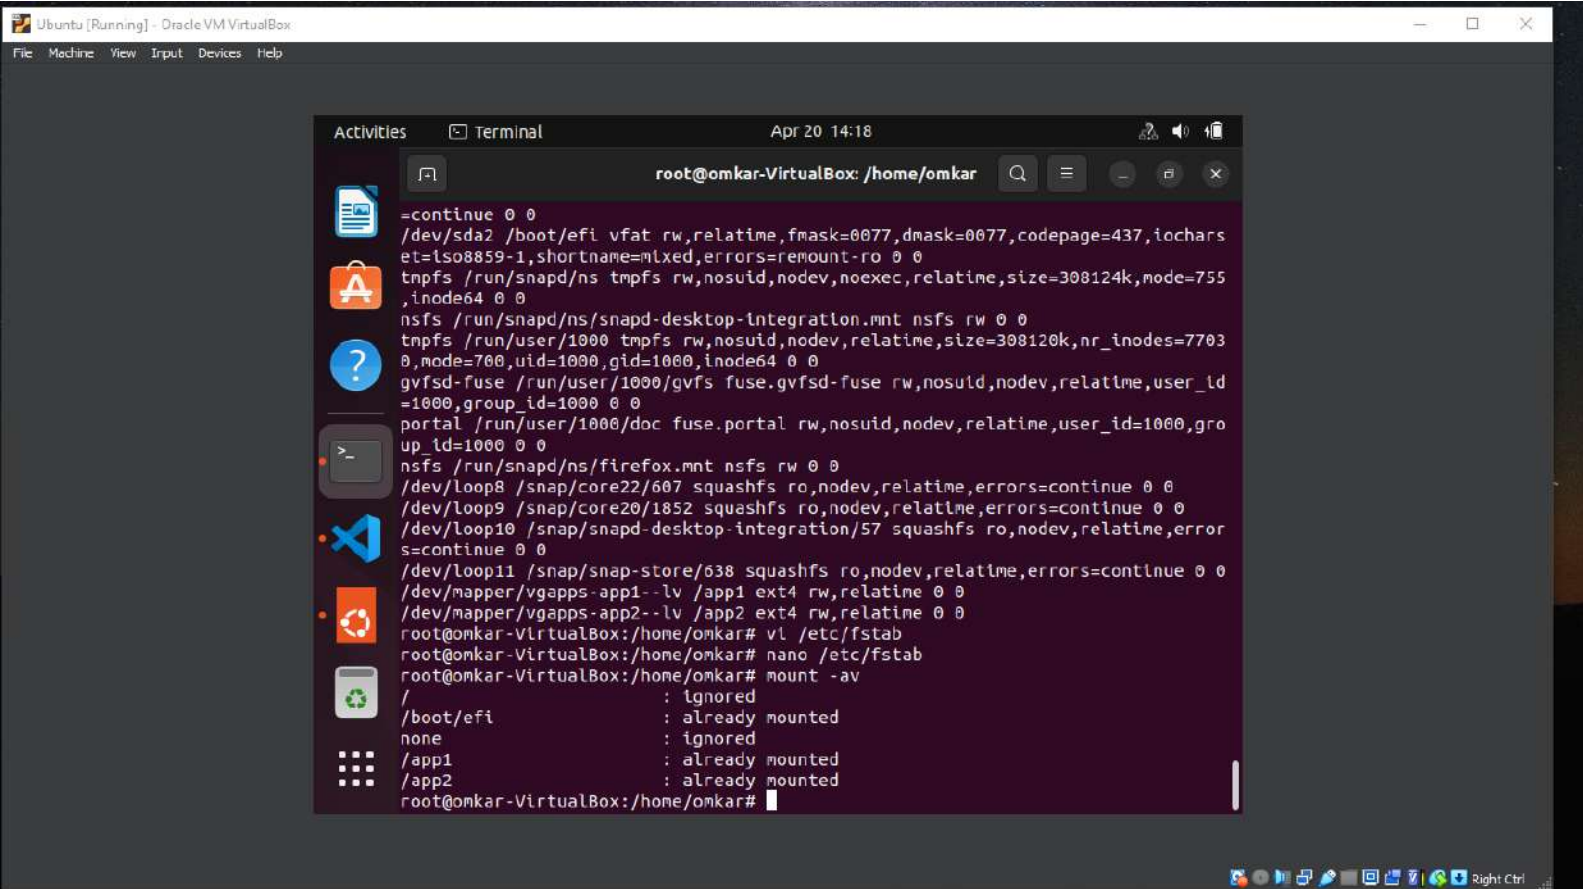 Ubuntu [Running] - Oracle VM VirtualBox
File Machine View Input Devices Help
Activities Terminal Apr 20 14:18
root@omkar-VirtualBox: /home/omkar
=continue 0 0
/dev/sda2 /boot/efi vfat rw,relatime,fmask=0077,dmask=0077,codepage=437,iochars
et=iso8859-1,shortname=mixed,errors=remount-ro 0 0
tmpfs /run/snapd/ns tmpfs rw,nosuid,nodev,noexec,relatime,size=308124k,mode=755
,inode64 0 0
nsfs /run/snapd/ns/snapd-desktop-integration.mnt nsfs rw 0 0
tmpfs /run/user/1000 tmpfs rw,nosuid,nodev,relatime,size=308120k,nr_inodes=7703
0,mode=700,uid=1000,gid=1000,inode64 0 0
gvfsd-fuse /run/user/1000/gvfs fuse.gvfsd-fuse rw,nosuid,nodev,relatime,user_id
=1000,group_id=1000 0 0
portal /run/user/1000/doc fuse.portal rw,nosuid,nodev,relatime,user_id=1000,gro
up_id=1000 0 0
nsfs /run/snapd/ns/firefox.mnt nsfs rw 0 0
/dev/loop8 /snap/core22/607 squashfs ro,nodev,relatime,errors=continue 0 0
/dev/loop9 /snap/core20/1852 squashfs ro,nodev,relatime,errors=continue 0 0
/dev/loop10 /snap/snapd-desktop-integration/57 squashfs ro,nodev,relatime,error
s=continue 0 0
/dev/loop11 /snap/snap-store/638 squashfs ro,nodev,relatime,errors=continue 0 0
/dev/mapper/vgapps-app1--lv /app1 ext4 rw,relatime 0 0
/dev/mapper/vgapps-app2--lv /app2 ext4 rw,relatime 0 0
root@omkar-VirtualBox:/home/omkar# vi /etc/fstab
root@omkar-VirtualBox:/home/omkar# nano /etc/fstab
root@omkar-VirtualBox:/home/omkar# mount -av
/ : ignored
/boot/efi : already mounted
none : ignored
/app1 : already mounted
/app2 : already mounted
root@omkar-VirtualBox:/home/omkar#
Right Ctrl